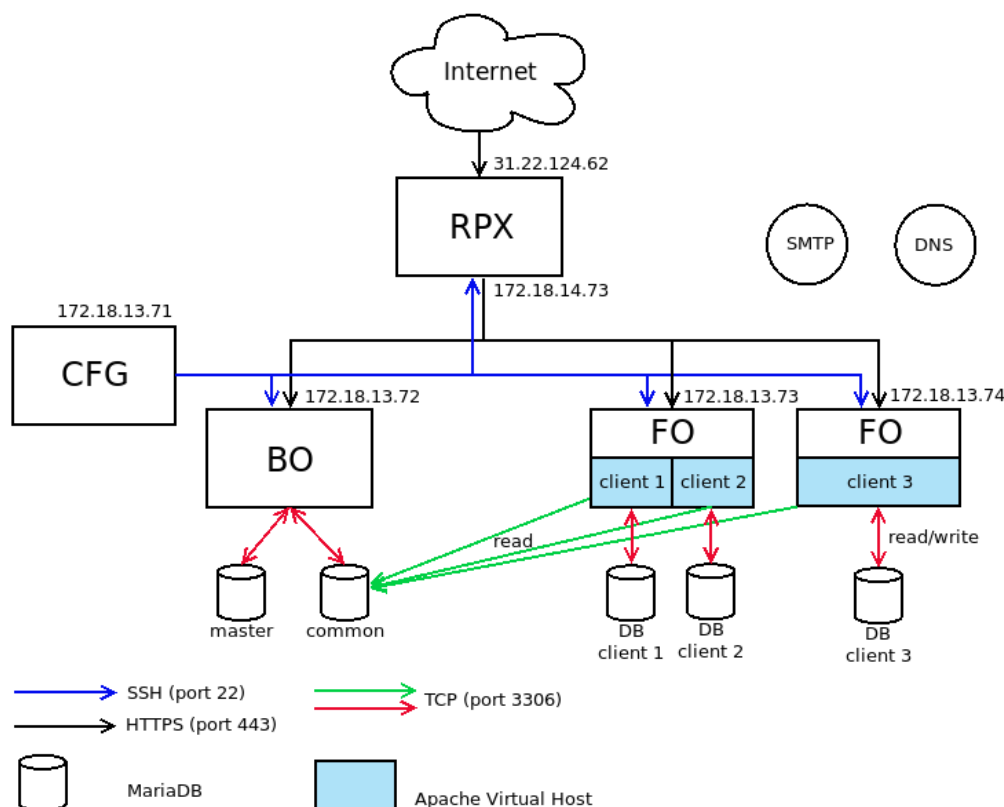 Internet
31.22.124.62
RPX
SMTP
DNS
172.18.14.73
172.18.13.71
CFG
172.18.13.72
172.18.13.73
172.18.13.74
BO
FO
FO
client 1
client 2
client 3
read
read/write
master
common
DB
client 1
DB
client 2
DB
client 3
SSH (port 22)
TCP (port 3306)
HTTPS (port 443)
MariaDB
Apache Virtual Host